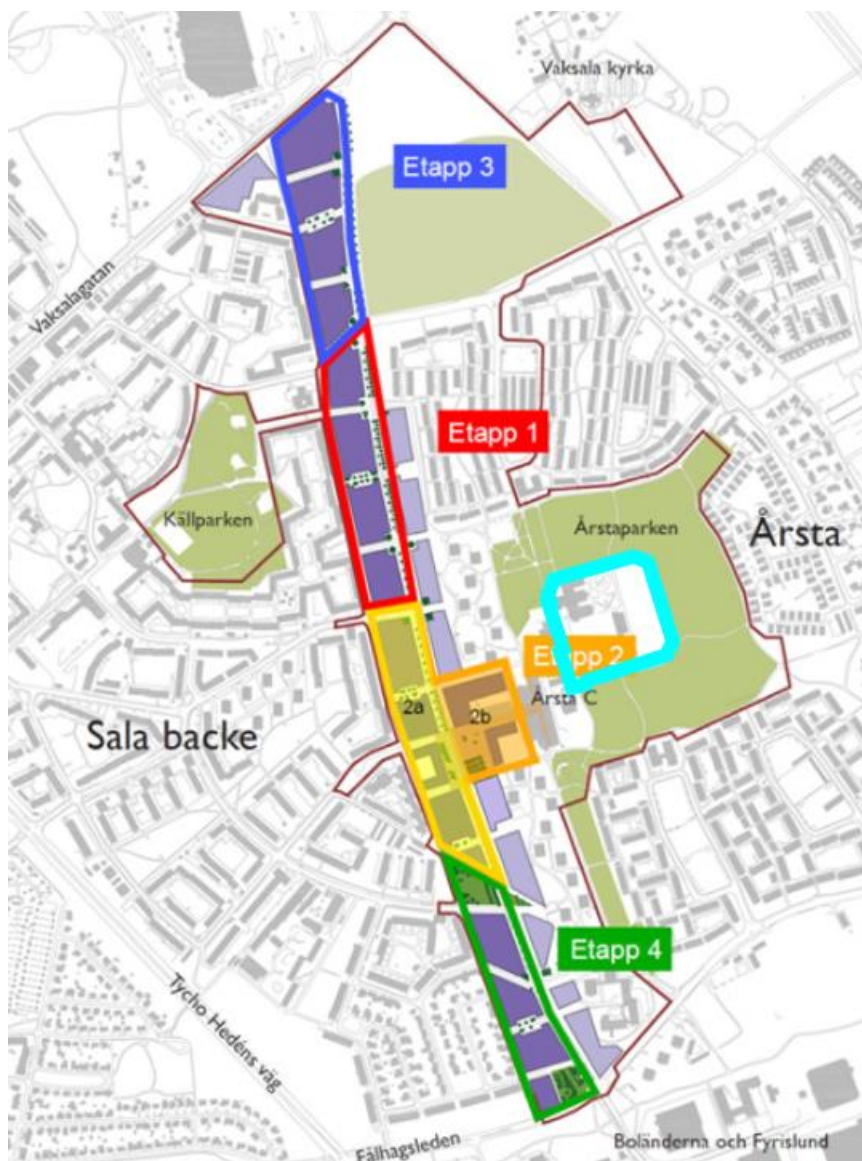 Vaksala kyrka
Etapp 3
Vaksalagatan
Etapp 1
Källparken
Årstaparken
Årsta
Etapp 2
Årsta C
2a
2b
Sala backe
Etapp 4
Tycho Hedéns väg
Fålhagsleden
Boländerna och Fyrislund